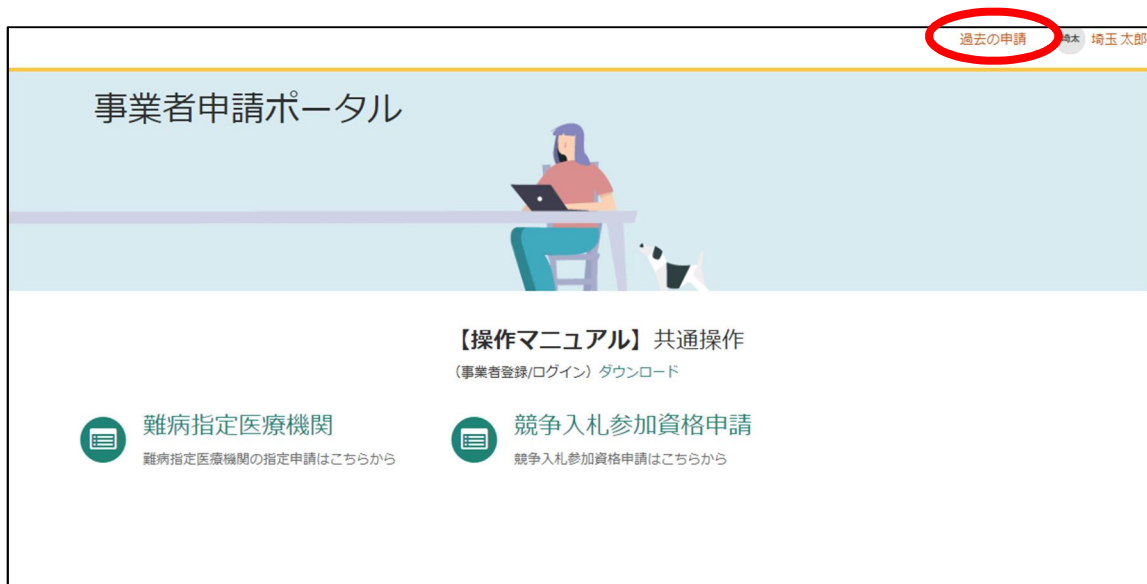 過去の申請 埼太 埼玉 太郎
事業者申請ポータル
【操作マニュアル】共通操作
（事業者登録/ログイン）ダウンロード
難病指定医療機関
難病指定医療機関の指定申請はこちらから
競争入札参加資格申請
競争入札参加資格申請はこちらから